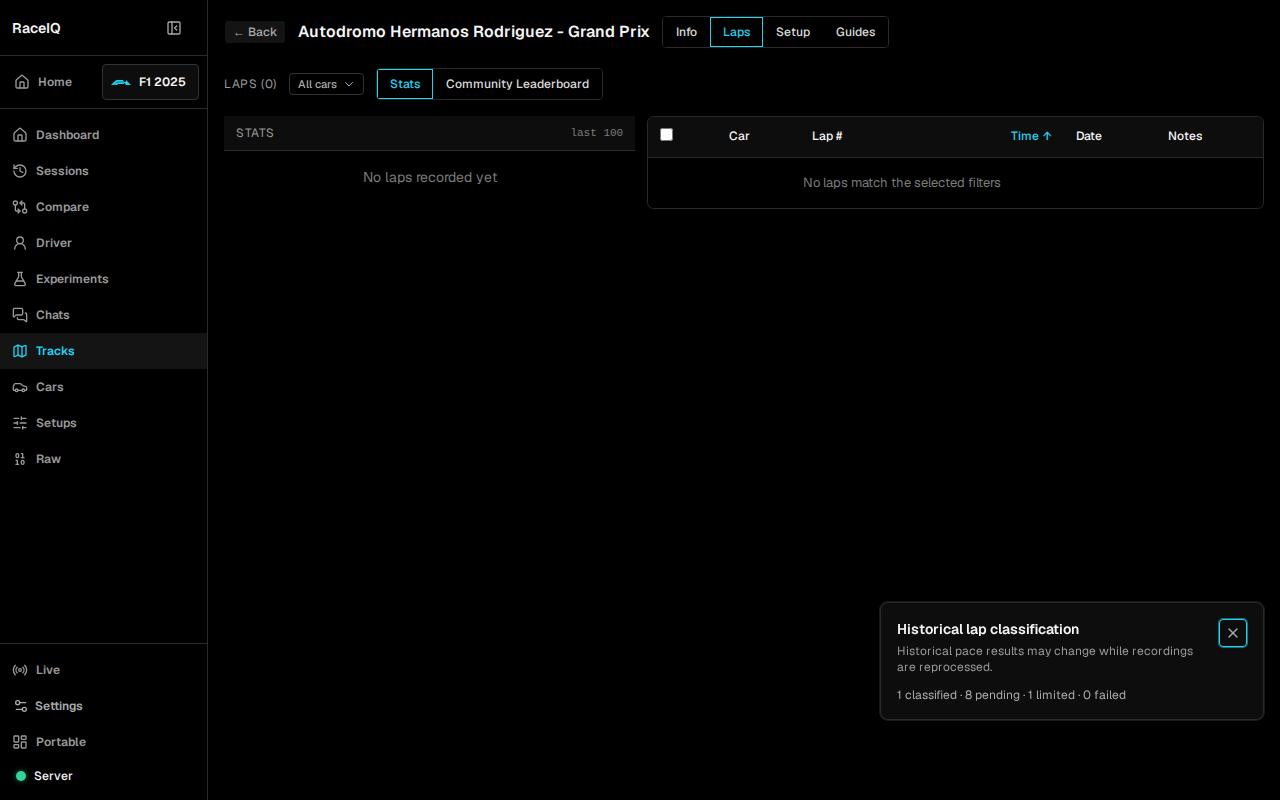 RaceIQ
Home
F1 2025
Dashboard
Sessions
Compare
Driver
Experiments
Chats
Tracks
Cars
Setups
Raw
Live
Settings
Portable
Server
← Back
Autodromo Hermanos Rodriguez - Grand Prix
Info
Laps
Setup
Guides
LAPS (0)
All cars
Stats
Community Leaderboard
STATS
last 100
No laps recorded yet
Car
Lap #
Time ↑
Date
Notes
No laps match the selected filters
Historical lap classification
Historical pace results may change while recordings
are reprocessed.
1 classified · 8 pending · 1 limited · 0 failed